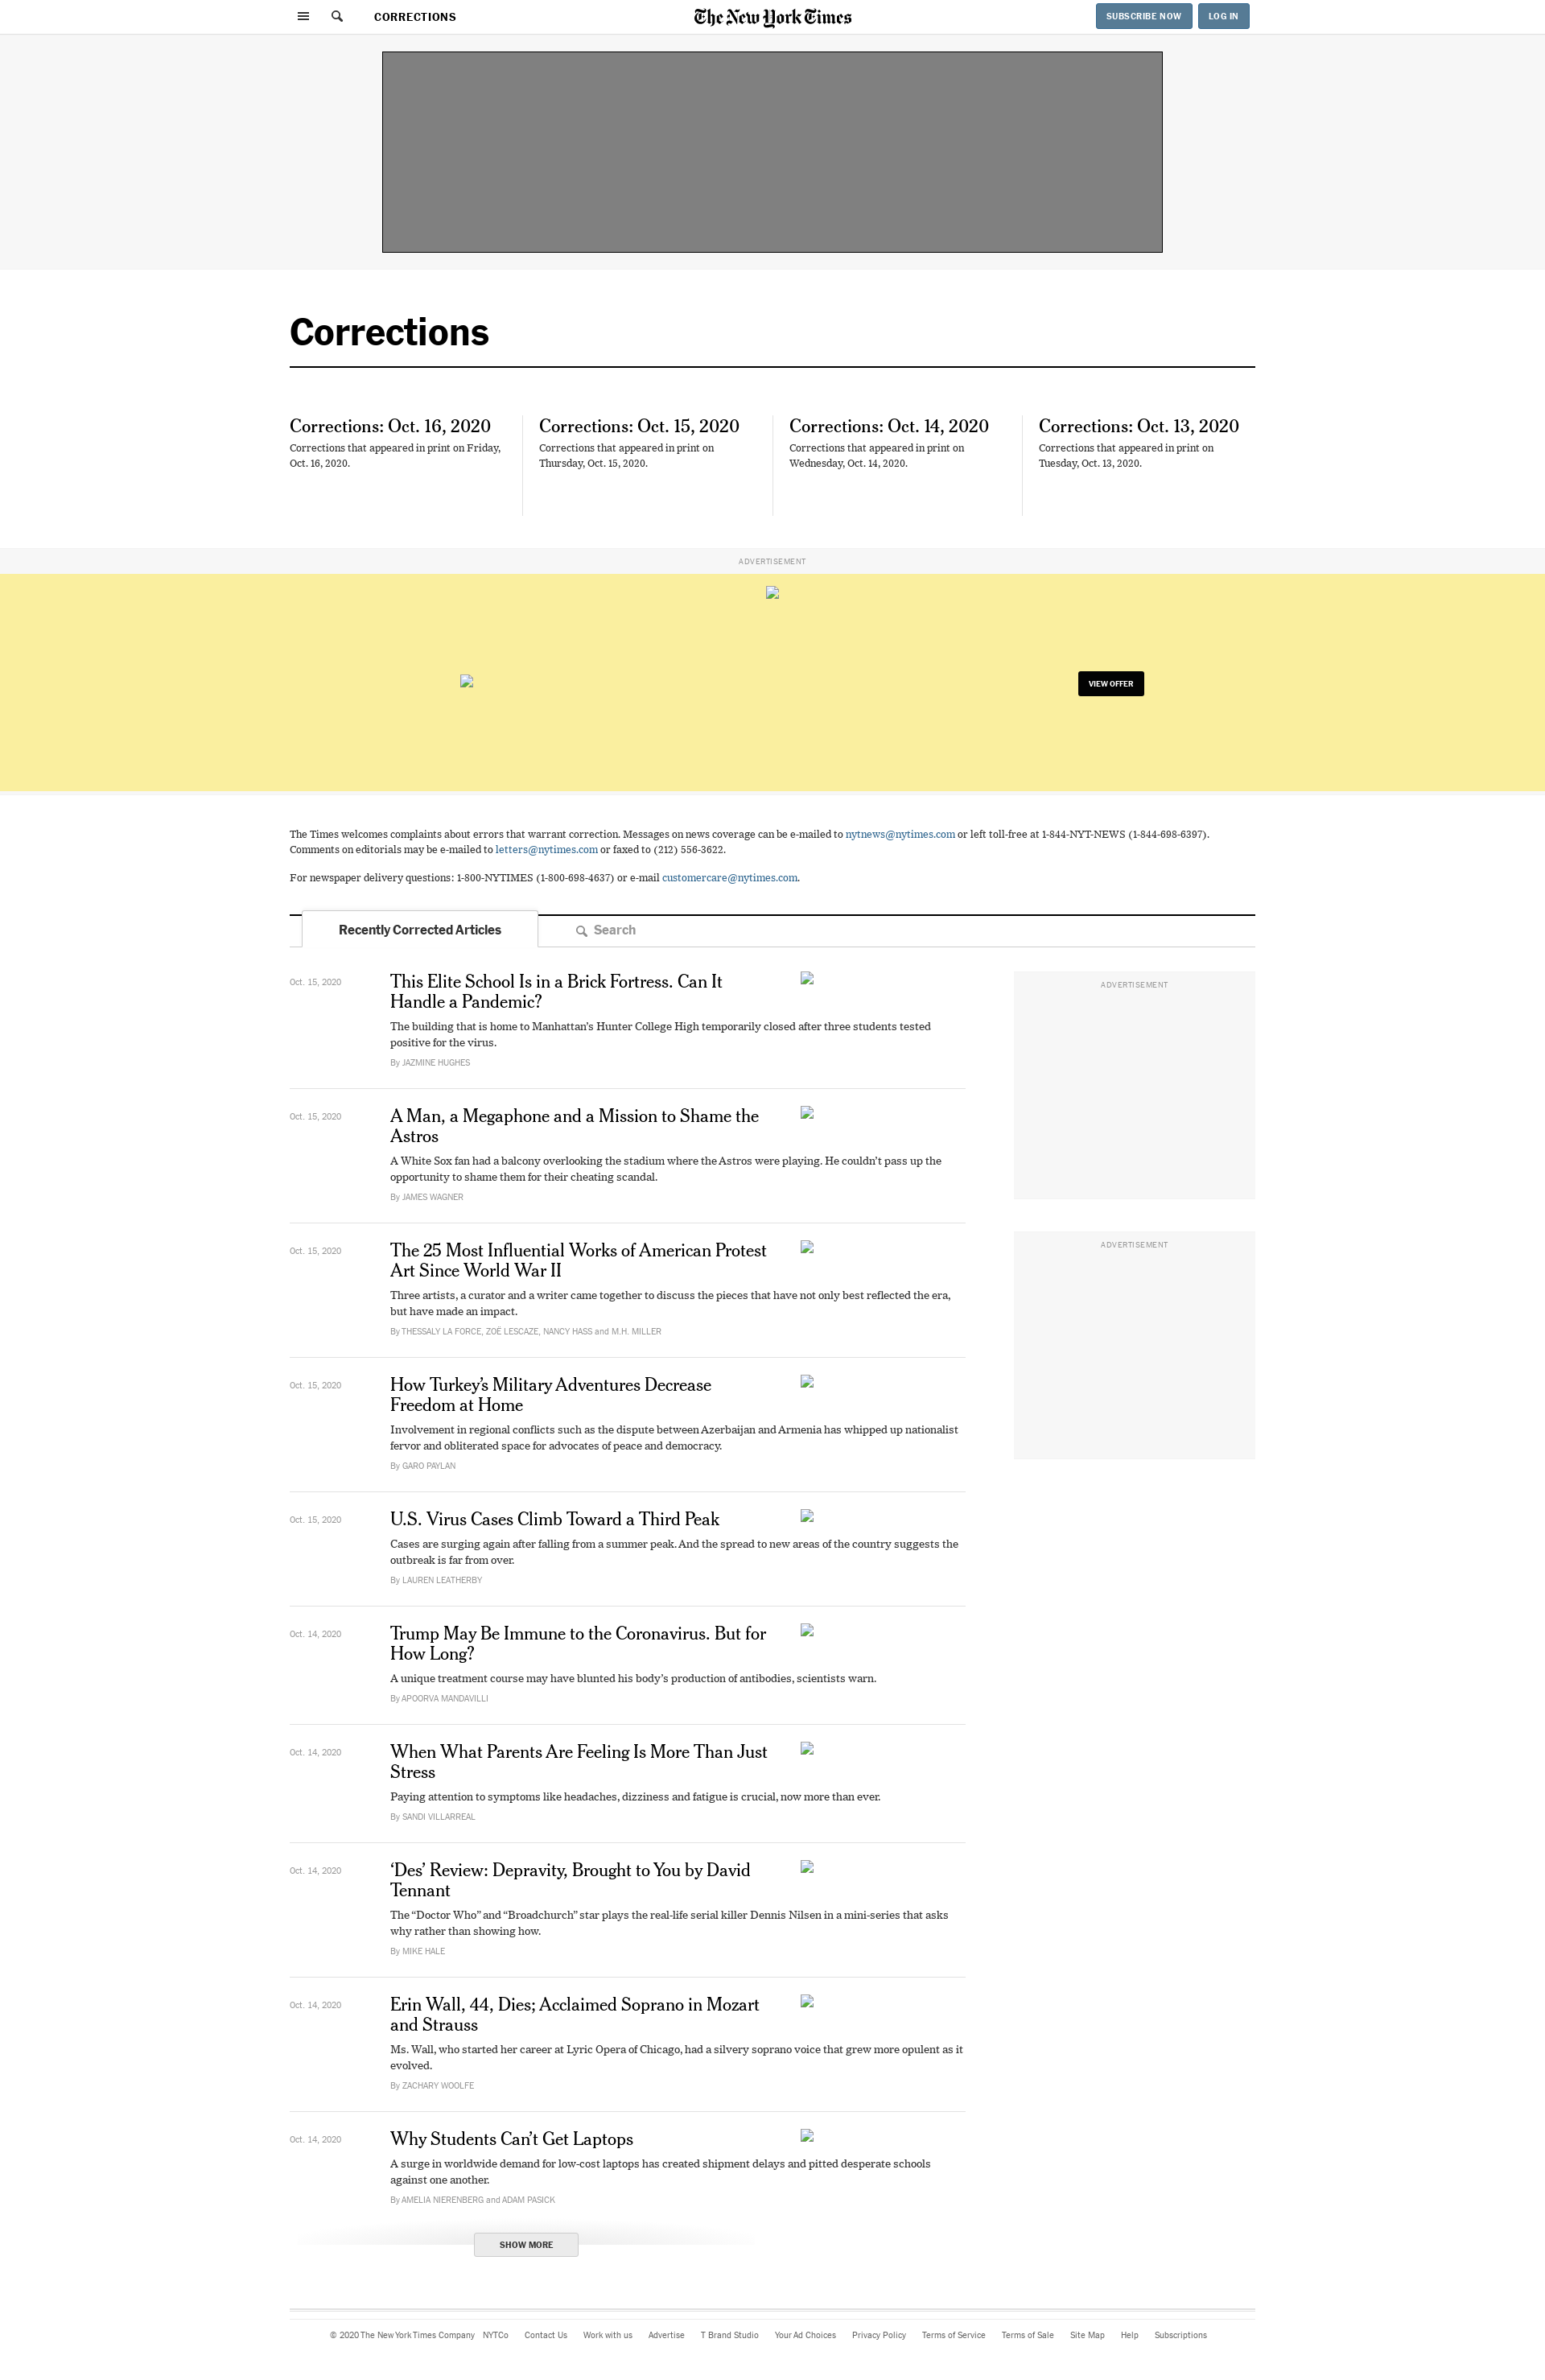 CORRECTIONS
The New York Times
SUBSCRIBE NOW
LOG IN
Corrections
Corrections: Oct. 16, 2020
Corrections that appeared in print on Friday,
Oct. 16, 2020.
Corrections: Oct. 15, 2020
Corrections that appeared in print on
Thursday, Oct. 15, 2020.
Corrections: Oct. 14, 2020
Corrections that appeared in print on
Wednesday, Oct. 14, 2020.
Corrections: Oct. 13, 2020
Corrections that appeared in print on
Tuesday, Oct. 13, 2020.
ADVERTISEMENT
VIEW OFFER
The Times welcomes complaints about errors that warrant correction. Messages on news coverage can be e-mailed to nytnews@nytimes.com or left toll-free at 1-844-NYT-NEWS (1-844-698-6397).
Comments on editorials may be e-mailed to letters@nytimes.com or faxed to (212) 556-3622.
For newspaper delivery questions: 1-800-NYTIMES (1-800-698-4637) or e-mail customercare@nytimes.com.
Recently Corrected Articles
Search
Oct. 15, 2020
This Elite School Is in a Brick Fortress. Can It
Handle a Pandemic?
The building that is home to Manhattan’s Hunter College High temporarily closed after three students tested
positive for the virus.
By JAZMINE HUGHES
ADVERTISEMENT
Oct. 15, 2020
A Man, a Megaphone and a Mission to Shame the
Astros
A White Sox fan had a balcony overlooking the stadium where the Astros were playing. He couldn’t pass up the
opportunity to shame them for their cheating scandal.
By JAMES WAGNER
ADVERTISEMENT
Oct. 15, 2020
The 25 Most Influential Works of American Protest
Art Since World War II
Three artists, a curator and a writer came together to discuss the pieces that have not only best reflected the era,
but have made an impact.
By THESSALY LA FORCE, ZOË LESCAZE, NANCY HASS and M.H. MILLER
Oct. 15, 2020
How Turkey’s Military Adventures Decrease
Freedom at Home
Involvement in regional conflicts such as the dispute between Azerbaijan and Armenia has whipped up nationalist
fervor and obliterated space for advocates of peace and democracy.
By GARO PAYLAN
Oct. 15, 2020
U.S. Virus Cases Climb Toward a Third Peak
Cases are surging again after falling from a summer peak. And the spread to new areas of the country suggests the
outbreak is far from over.
By LAUREN LEATHERBY
Oct. 14, 2020
Trump May Be Immune to the Coronavirus. But for
How Long?
A unique treatment course may have blunted his body’s production of antibodies, scientists warn.
By APOORVA MANDAVILLI
Oct. 14, 2020
When What Parents Are Feeling Is More Than Just
Stress
Paying attention to symptoms like headaches, dizziness and fatigue is crucial, now more than ever.
By SANDI VILLARREAL
Oct. 14, 2020
‘Des’ Review: Depravity, Brought to You by David
Tennant
The “Doctor Who” and “Broadchurch” star plays the real-life serial killer Dennis Nilsen in a mini-series that asks
why rather than showing how.
By MIKE HALE
Oct. 14, 2020
Erin Wall, 44, Dies; Acclaimed Soprano in Mozart
and Strauss
Ms. Wall, who started her career at Lyric Opera of Chicago, had a silvery soprano voice that grew more opulent as it
evolved.
By ZACHARY WOOLFE
Oct. 14, 2020
Why Students Can’t Get Laptops
A surge in worldwide demand for low-cost laptops has created shipment delays and pitted desperate schools
against one another.
By AMELIA NIERENBERG and ADAM PASICK
SHOW MORE
© 2020 The New York Times Company NYTCo Contact Us Work with us Advertise T Brand Studio Your Ad Choices Privacy Policy Terms of Service Terms of Sale Site Map Help Subscriptions